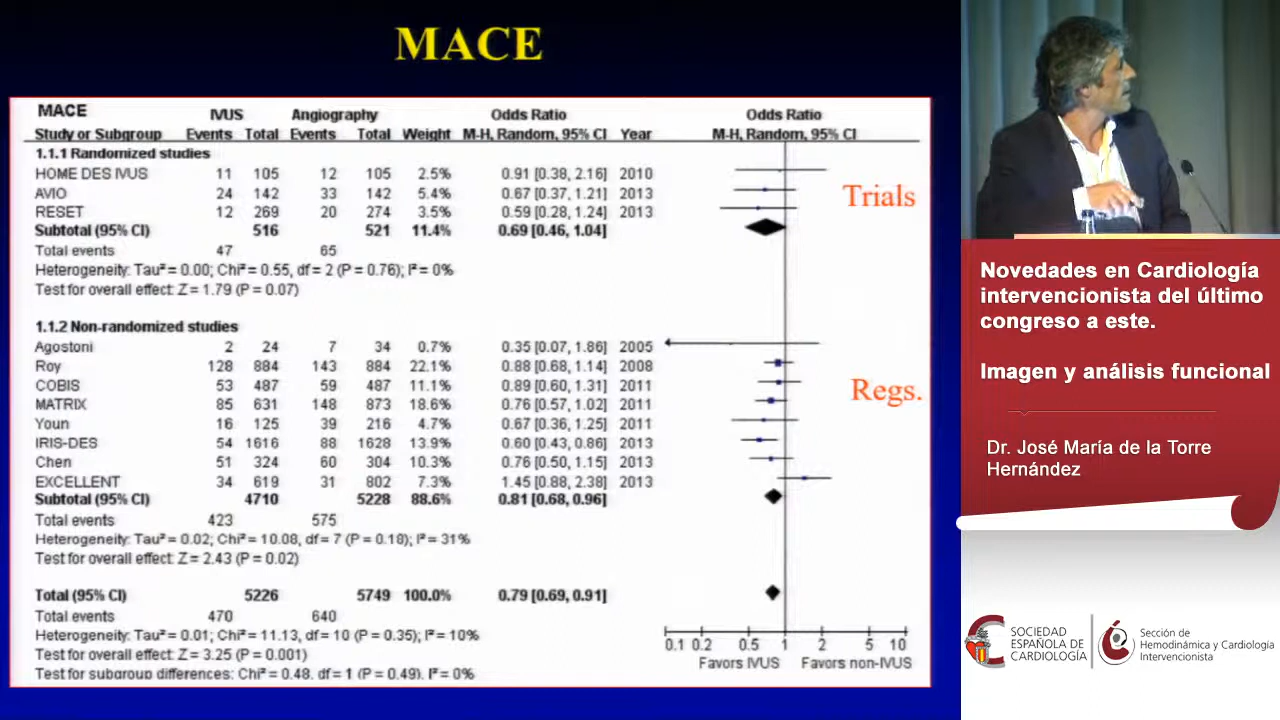 MACE
MACE IVUS Angiography Odds Ratio Odds Ratio
Study or Subgroup Events Total Events Total Weight M-H, Random, 95% CI Year M-H, Random, 95% CI
1.1.1 Randomized studies
HOME DES IVUS 11 105 12 105 2.5% 0.91 [0.38, 2.16] 2010
AVIO 24 142 33 142 5.4% 0.67 [0.37, 1.21] 2013
Trials
RESET 12 269 20 274 3.5% 0.59 [0.28, 1.24] 2013
Subtotal (95% CI) 516 521 11.4% 0.69 [0.46, 1.04]
Total events 47 65
Heterogeneity: Tau² = 0.00; Chi² = 0.55, df = 2 (P = 0.76); I² = 0%
Test for overall effect: Z = 1.79 (P = 0.07)
1.1.2 Non-randomized studies
Agostoni 2 24 7 34 0.7% 0.35 [0.07, 1.86] 2005
Roy 128 884 143 884 22.1% 0.88 [0.68, 1.14] 2008
COBIS 53 487 59 487 11.1% 0.89 [0.60, 1.31] 2011
Regs.
MATRIX 85 631 148 873 18.6% 0.76 [0.57, 1.02] 2011
Youn 16 125 39 216 4.7% 0.67 [0.36, 1.25] 2011
IRIS-DES 54 1616 88 1628 13.9% 0.60 [0.43, 0.86] 2013
Chen 51 324 60 304 10.3% 0.76 [0.50, 1.15] 2013
EXCELLENT 34 619 31 802 7.3% 1.45 [0.88, 2.38] 2013
Subtotal (95% CI) 4710 5228 88.6% 0.81 [0.68, 0.96]
Total events 423 575
Heterogeneity: Tau² = 0.02; Chi² = 10.08, df = 7 (P = 0.18); I² = 31%
Test for overall effect: Z = 2.43 (P = 0.02)
Total (95% CI) 5226 5749 100.0% 0.79 [0.69, 0.91]
Total events 470 640
Heterogeneity: Tau² = 0.01; Chi² = 11.13, df = 10 (P = 0.35); I² = 10%
Test for overall effect: Z = 3.25 (P = 0.001)
Test for subgroup differences: Chi² = 0.48, df = 1 (P = 0.49), I² = 0%
0.1 0.2 0.5 1 2 5 10
Favors IVUS Favors non-IVUS
Novedades en Cardiología
intervencionista del último
congreso a este.
Imagen y análisis funcional
Dr. José María de la Torre
Hernández
SOCIEDAD
ESPAÑOLA DE
CARDIOLOGÍA
Sección de
Hemodinámica y Cardiología
Intervencionista